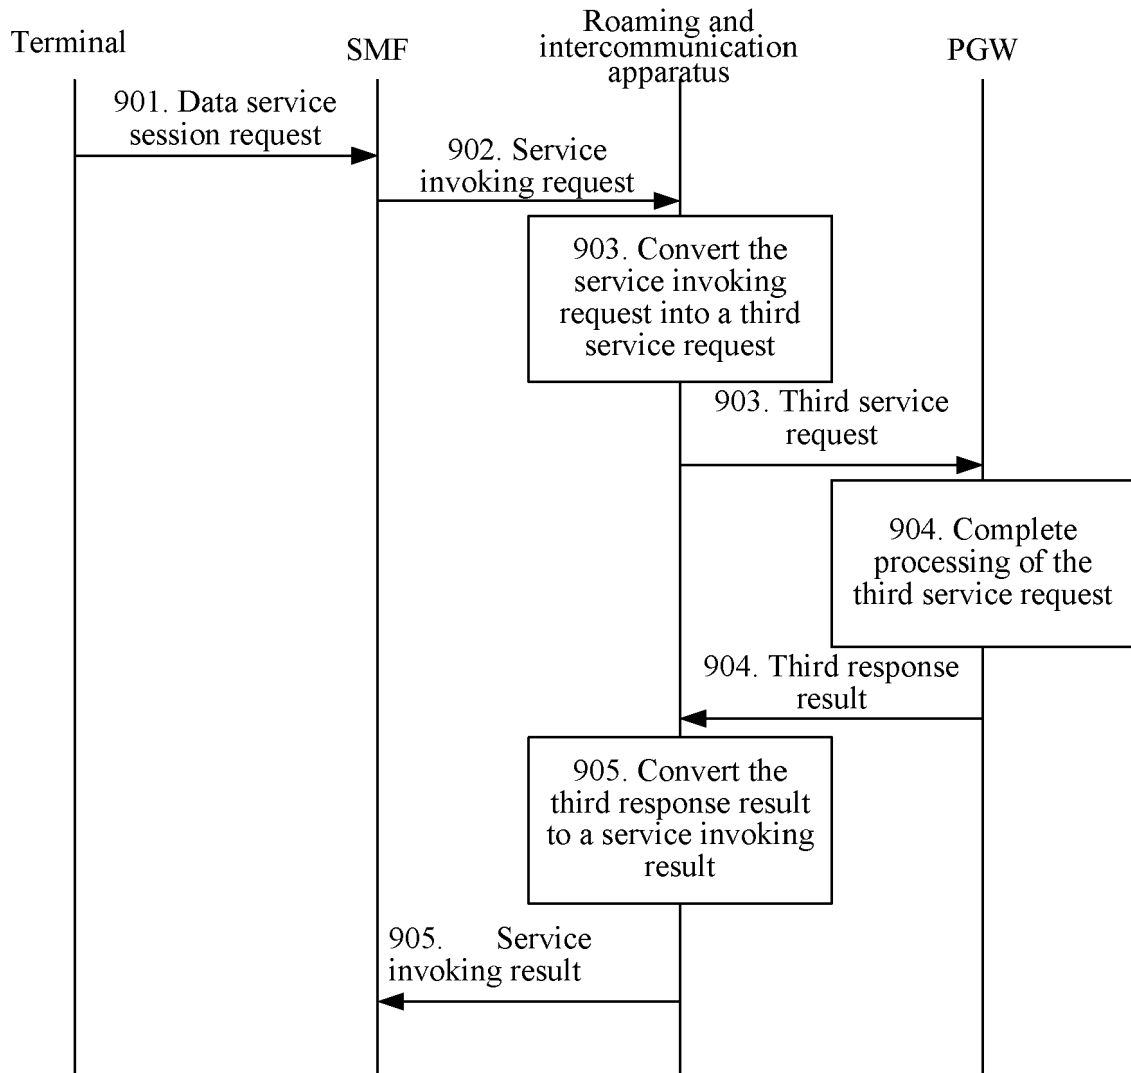 Terminal
SMF
Roaming and
intercommunication
apparatus
PGW
901. Data service
session request
902. Service
invoking request
903. Convert the
service invoking
request into a third
service request
903. Third service
request
904. Complete
processing of the
third service request
904. Third response
result
905. Convert the
third response result
to a service invoking
result
905. Service
invoking result